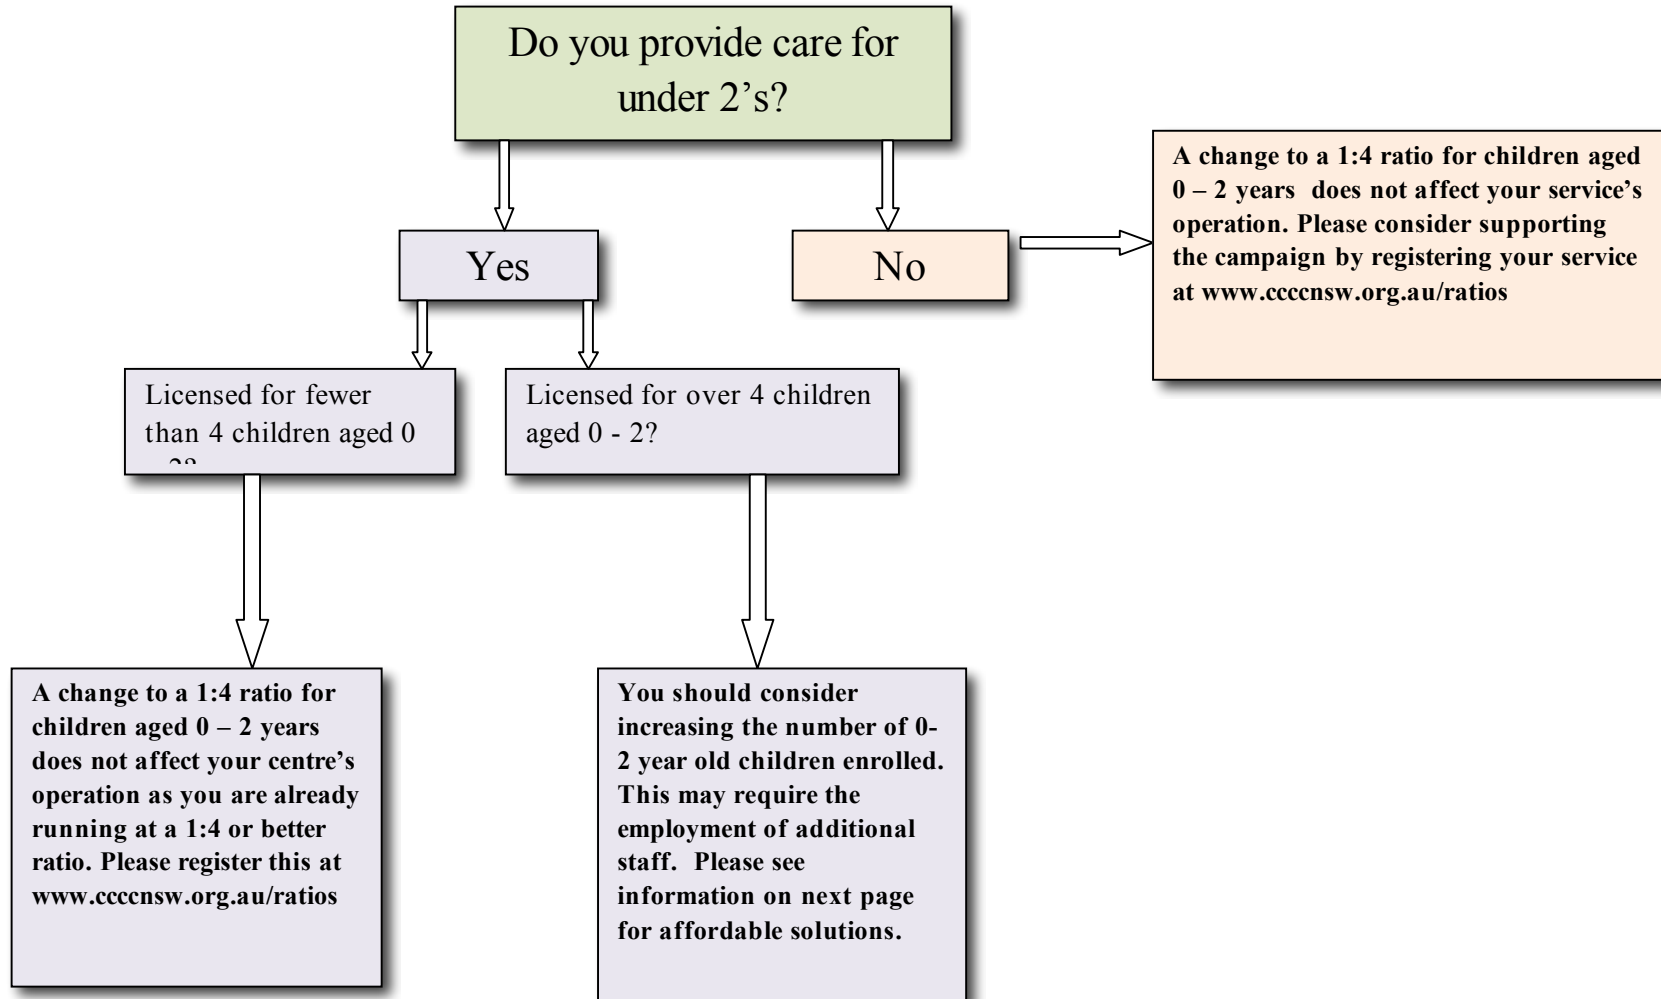 Do you provide care for
under 2's?
Yes
No
A change to a 1:4 ratio for children aged
0 – 2 years does not affect your service's
operation. Please consider supporting
the campaign by registering your service
at www.ccccnsw.org.au/ratios
Licensed for fewer
than 4 children aged 0
Licensed for over 4 children
aged 0 - 2?
A change to a 1:4 ratio for
children aged 0 – 2 years
does not affect your centre's
operation as you are already
running at a 1:4 or better
ratio. Please register this at
www.ccccnsw.org.au/ratios
You should consider
increasing the number of 0-
2 year old children enrolled.
This may require the
employment of additional
staff. Please see
information on next page
for affordable solutions.